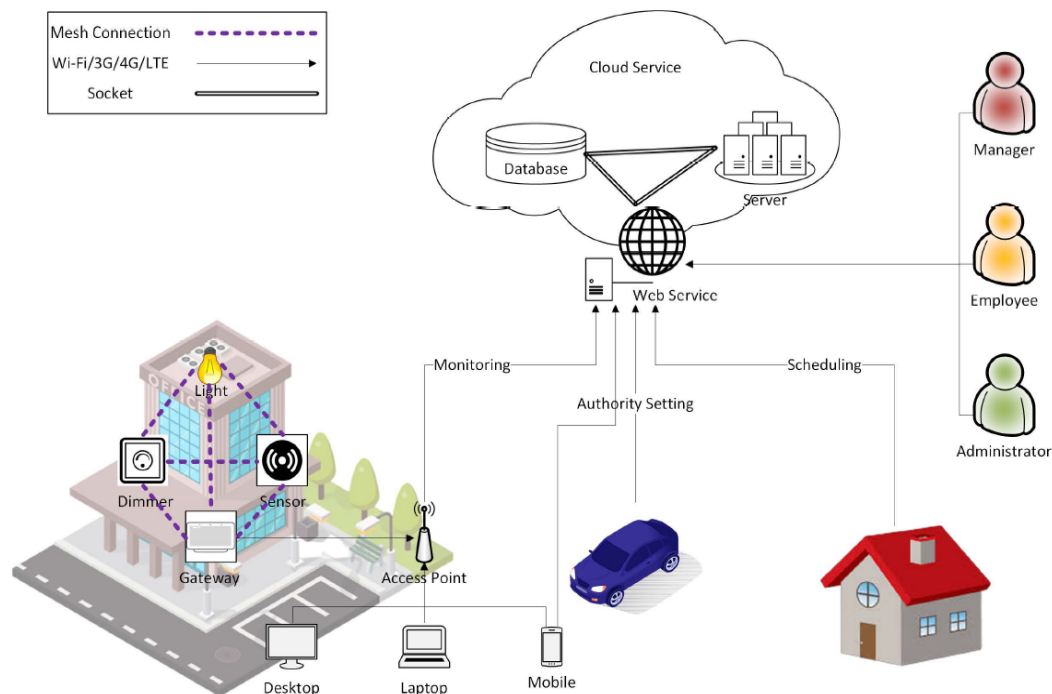 Mesh Connection
Wi-Fi/3G/4G/LTE
Socket
Cloud Service
Database
Server
Web Service
Manager
Employee
Administrator
Monitoring
Scheduling
Authority Setting
OFFICE
Light
Dimmer
Sensor
Gateway
Access Point
Desktop
Laptop
Mobile